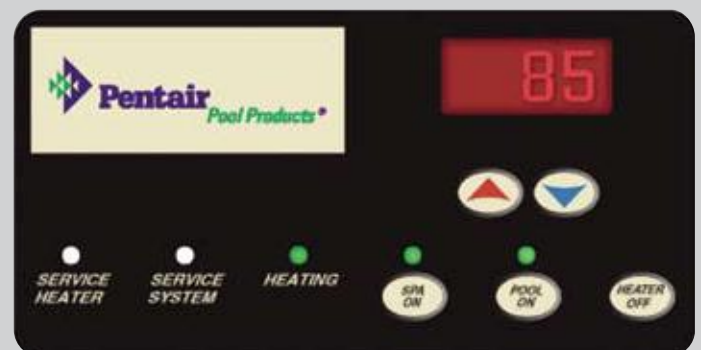 Pentair
Pool Products®
85
SERVICE
HEATER
SERVICE
SYSTEM
HEATING
SPA
ON
POOL
ON
HEATER
OFF